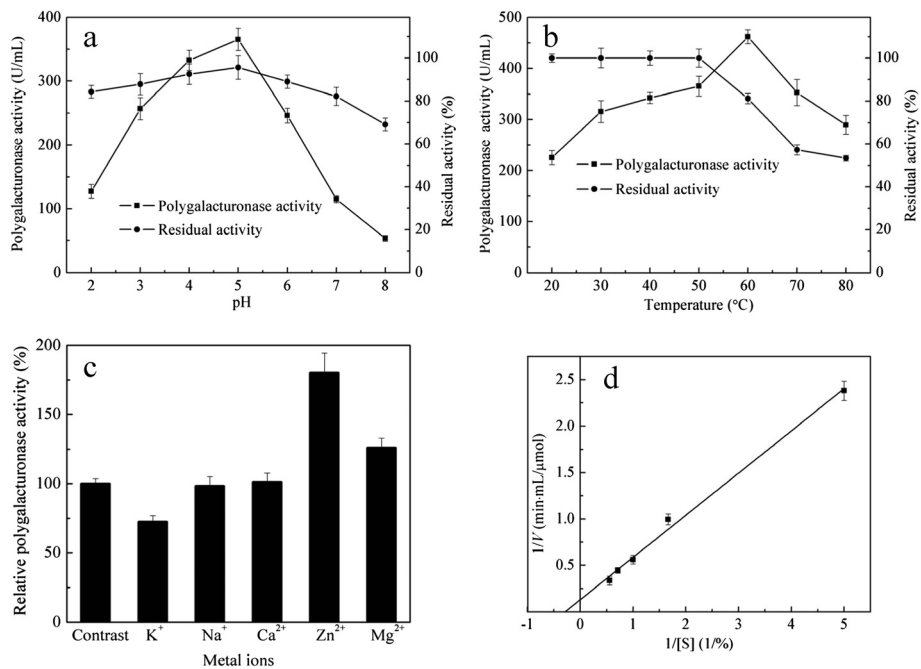 a
Polygalacturonase activity (U/mL)
400
300
200
100
0
Residual activity (%)
100
80
60
40
20
0
Polygalacturonase activity
Residual activity
2 3 4 5 6 7 8
pH
b
Polygalacturonase activity (U/mL)
500
400
300
200
100
0
Residual activity (%)
100
80
60
40
20
0
Polygalacturonase activity
Residual activity
20 30 40 50 60 70 80
Temperature (°C)
c
Relative polygalacturonase activity (%)
200
150
100
50
0
Contrast K+ Na+ Ca2+ Zn2+ Mg2+
Metal ions
d
1/V (min·mL/μmol)
2.5
2.0
1.5
1.0
0.5
-1 0 1 2 3 4 5
1/[S] (1/%)